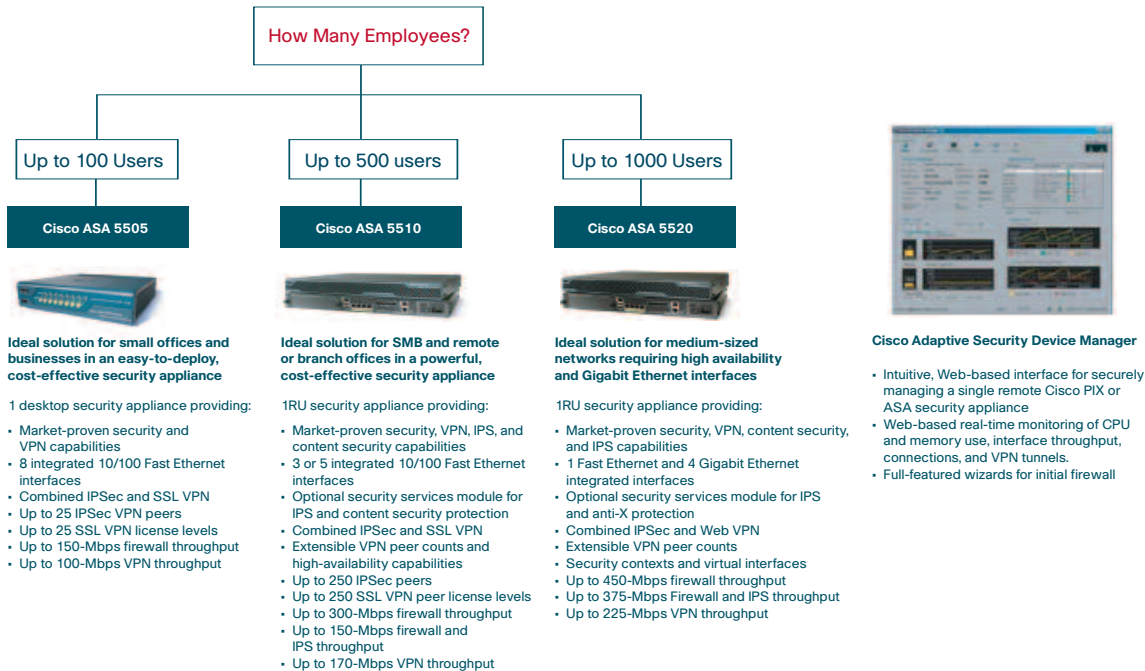 How Many Employees?
Up to 100 Users
Up to 500 users
Up to 1000 Users
Cisco ASA 5505
Cisco ASA 5510
Cisco ASA 5520
Ideal solution for small offices and
businesses in an easy-to-deploy,
cost-effective security appliance
1 desktop security appliance providing:
▪ Market-proven security and
VPN capabilities
▪ 8 integrated 10/100 Fast Ethernet
interfaces
▪ Combined IPSec and SSL VPN
▪ Up to 25 IPSec VPN peers
▪ Up to 25 SSL VPN license levels
▪ Up to 150-Mbps firewall throughput
▪ Up to 100-Mbps VPN throughput
Ideal solution for SMB and remote
or branch offices in a powerful,
cost-effective security appliance
1RU security appliance providing:
▪ Market-proven security, VPN, IPS, and
content security capabilities
▪ 3 or 5 integrated 10/100 Fast Ethernet
interfaces
▪ Optional security services module for
IPS and content security protection
▪ Combined IPSec and SSL VPN
▪ Extensible VPN peer counts and
high-availability capabilities
▪ Up to 250 IPSec peers
▪ Up to 250 SSL VPN peer license levels
▪ Up to 300-Mbps firewall throughput
▪ Up to 150-Mbps firewall and
IPS throughput
▪ Up to 170-Mbps VPN throughput
Ideal solution for medium-sized
networks requiring high availability
and Gigabit Ethernet interfaces
1RU security appliance providing:
▪ Market-proven security, VPN, content security,
and IPS capabilities
▪ 1 Fast Ethernet and 4 Gigabit Ethernet
integrated interfaces
▪ Optional security services module for IPS
and anti-X protection
▪ Combined IPSec and Web VPN
▪ Extensible VPN peer counts
▪ Security contexts and virtual interfaces
▪ Up to 450-Mbps firewall throughput
▪ Up to 375-Mbps Firewall and IPS throughput
▪ Up to 225-Mbps VPN throughput
Cisco Adaptive Security Device Manager
▪ Intuitive, Web-based interface for securely
managing a single remote Cisco PIX or
ASA security appliance
▪ Web-based real-time monitoring of CPU
and memory use, interface throughput,
connections, and VPN tunnels.
▪ Full-featured wizards for initial firewall